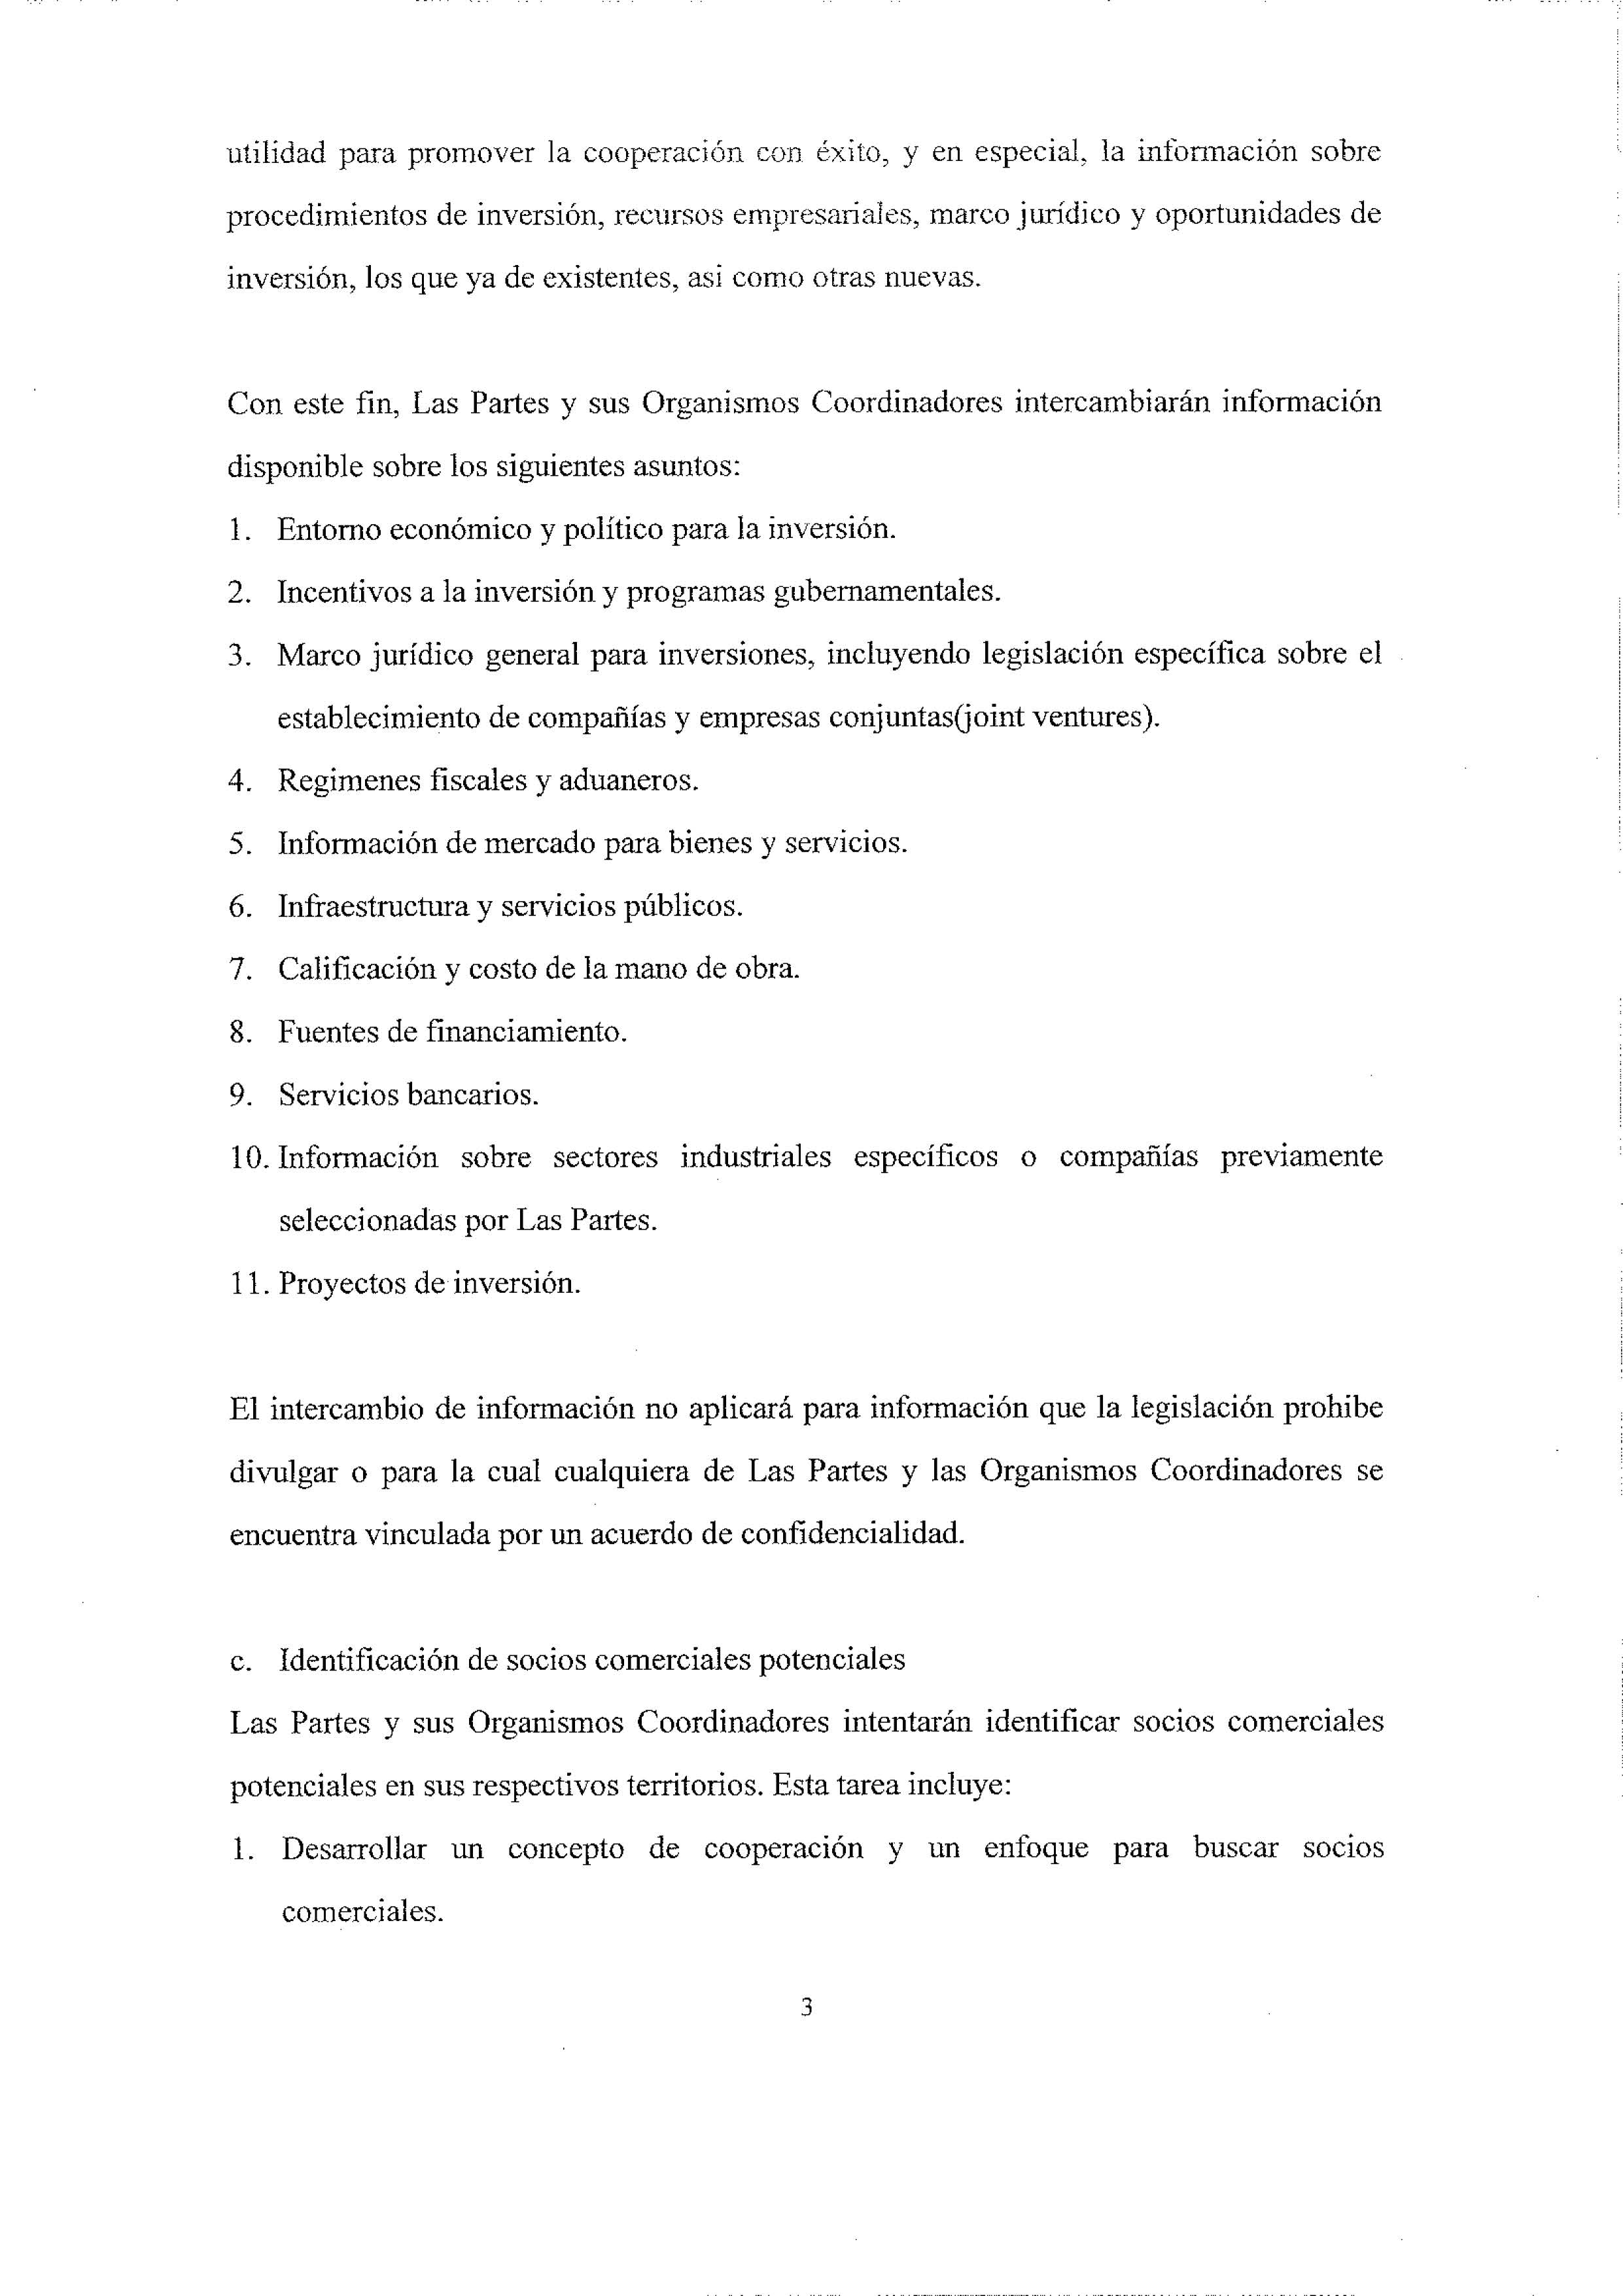 utilidad para promover la cooperación con éxito, y en especial, la información sobre
procedimientos de inversión, recursos empresariales, marco jurídico y oportunidades de
inversión, los que ya de existentes, asi como otras nuevas.
Con este fin, Las Partes y sus Organismos Coordinadores intercambiarán información
disponible sobre los siguientes asuntos:
1. Entorno económico y político para la inversión.
2. Incentivos a la inversión y programas gubernamentales.
3. Marco jurídico general para inversiones, incluyendo legislación específica sobre el
establecimiento de compañías y empresas conjuntas(joint ventures).
4. Regimenes fiscales y aduaneros.
5. Información de mercado para bienes y servicios.
6. Infraestructura y servicios públicos.
7. Calificación y costo de la mano de obra.
8. Fuentes de financiamiento.
9. Servicios bancarios.
10. Información sobre sectores industriales específicos o compañías previamente
seleccionadas por Las Partes.
11. Proyectos de inversión.
El intercambio de información no aplicará para información que la legislación prohibe
divulgar o para la cual cualquiera de Las Partes y las Organismos Coordinadores se
encuentra vinculada por un acuerdo de confidencialidad.
c. Identificación de socios comerciales potenciales
Las Partes y sus Organismos Coordinadores intentarán identificar socios comerciales
potenciales en sus respectivos territorios. Esta tarea incluye:
1. Desarrollar un concepto de cooperación y un enfoque para buscar socios
comerciales.
3